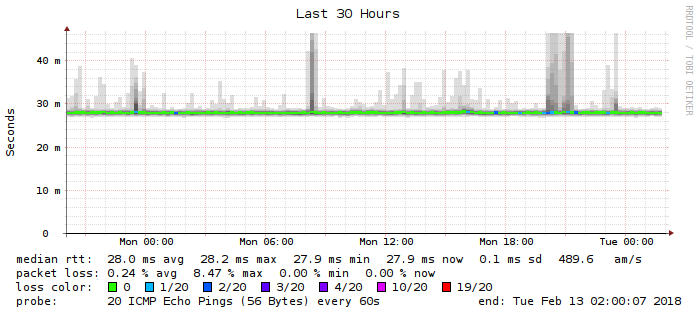 Last 30 Hours
RRDTOOL / TOBI OETIKER
Seconds
40 m
30 m
20 m
10 m
0
Mon 00:00 Mon 06:00 Mon 12:00 Mon 18:00 Tue 00:00
median rtt: 28.0 ms avg 28.2 ms max 27.9 ms min 27.9 ms now 0.1 ms sd 489.6 am/s
packet loss: 0.24 % avg 8.47 % max 0.00 % min 0.00 % now
loss color: 0 1/20 2/20 3/20 4/20 10/20 19/20
probe: 20 ICMP Echo Pings (56 Bytes) every 60s end: Tue Feb 13 02:00:07 2018